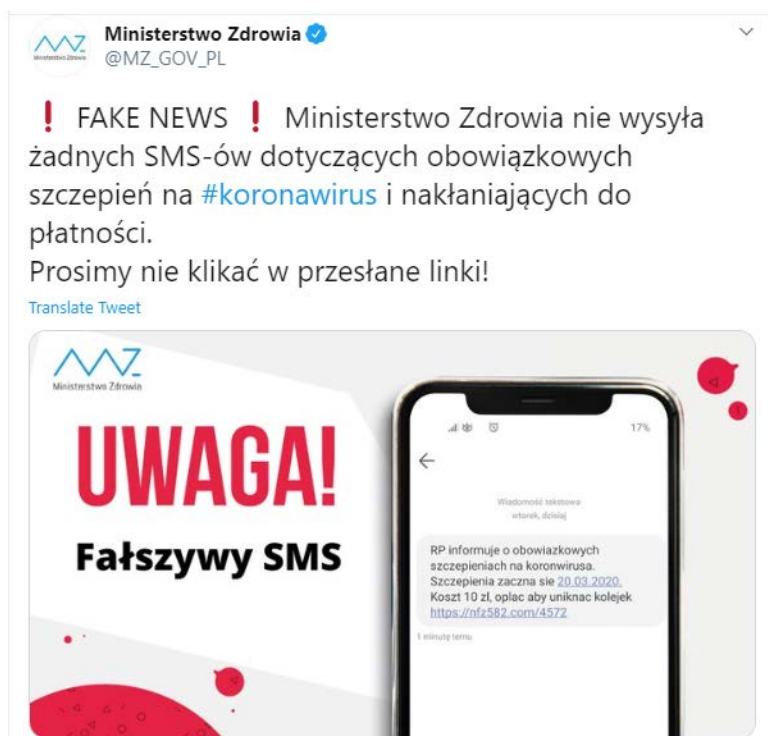 Ministerstwo Zdrowia
@MZ_GOV_PL
❗ FAKE NEWS ❗ Ministerstwo Zdrowia nie wysyła
żadnych SMS-ów dotyczących obowiązkowych
szczepień na #koronawirus i nakłaniających do
płatności.
Prosimy nie klikać w przesłane linki!
Translate Tweet
Ministerstwo Zdrowia
UWAGA!
Fałszywy SMS
17%
Wiadomość tekstowa
wtorek, dzisiaj
RP informuje o obowiazkowych
szczepieniach na koronwirusa.
Szczepienia zaczna sie 20.03.2020.
Koszt 10 zl, oplac aby uniknac kolejek
https://nfz582.com/4572
1 minutę temu